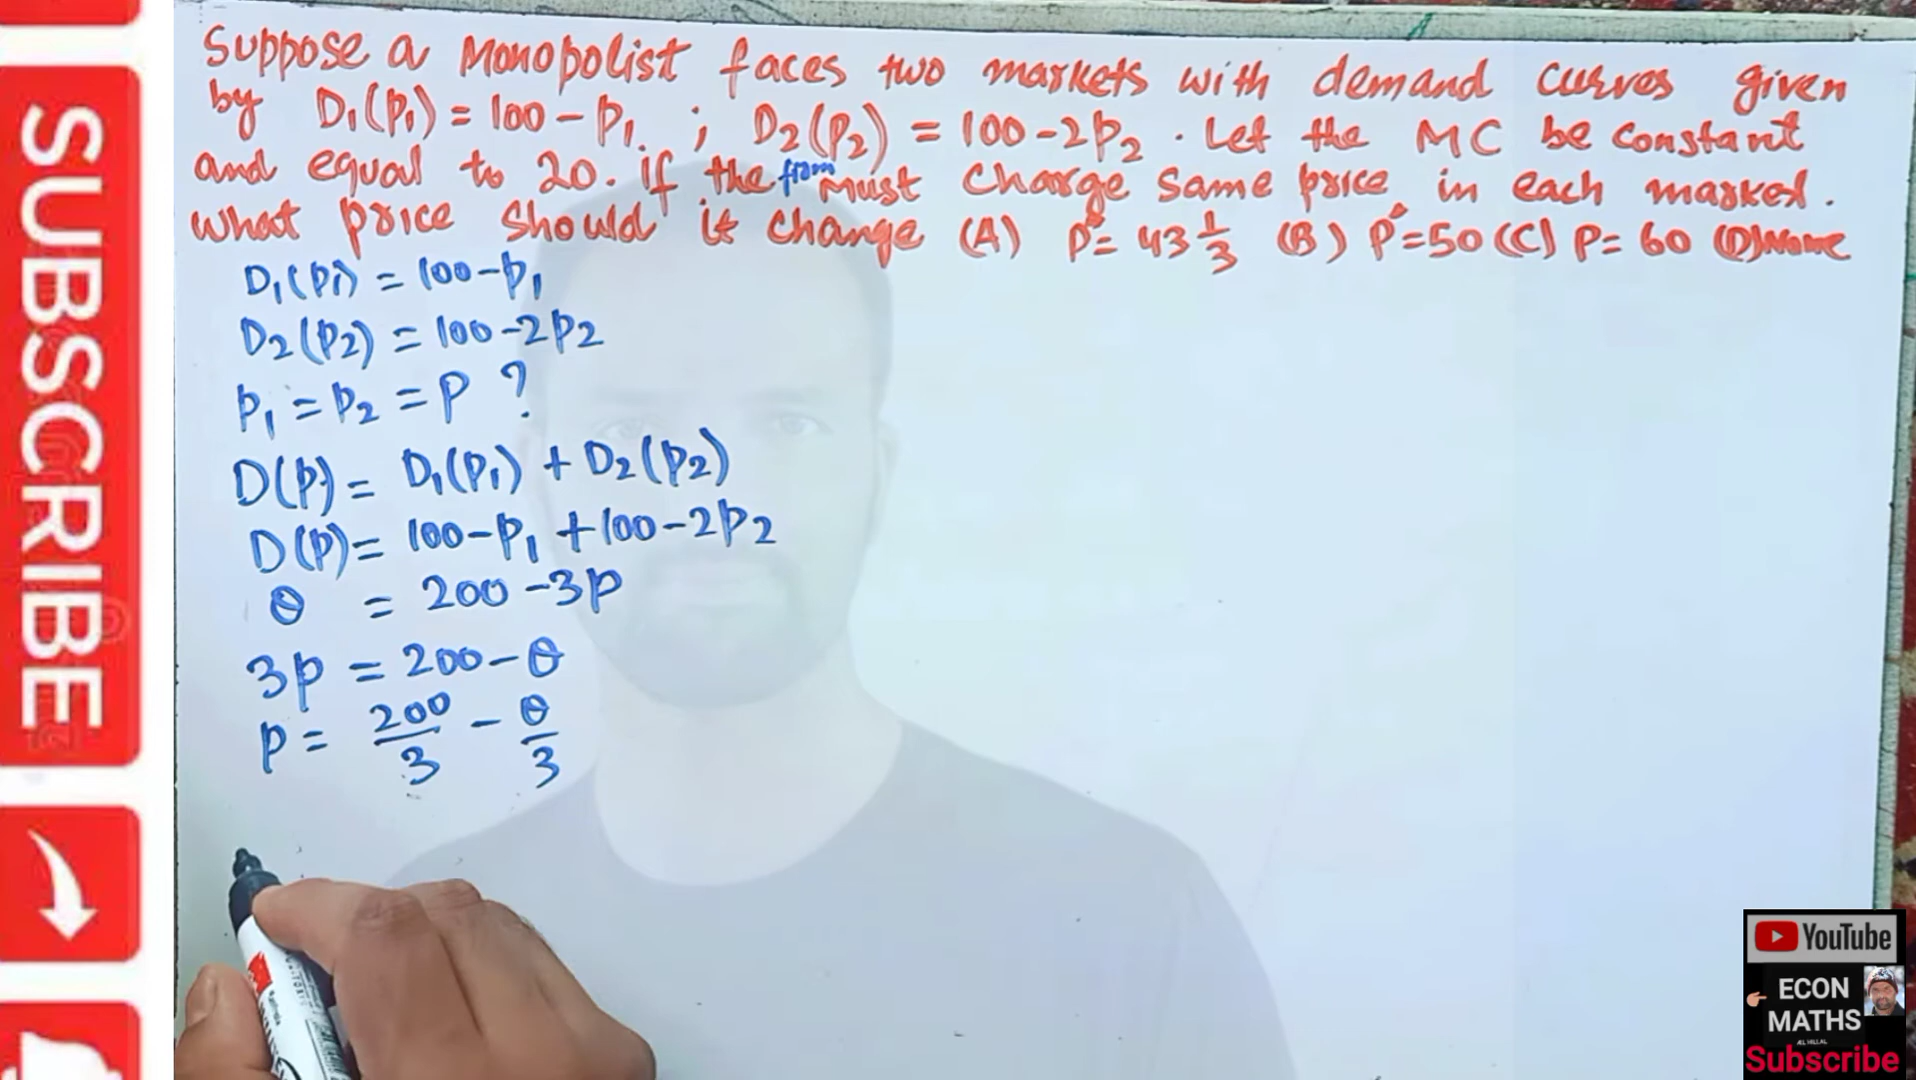 SUBSCRIBE
Suppose a Monopolist faces two markets with demand curves given
by D₁(P₁) = 100 - P₁. ; D₂(P₂) = 100 - 2P₂ . Let the MC be constant
and equal to 20. if the from Must Charge Same price in each market.
What price should it change (A) P* = 43 1/3 (B) P* = 50 (C) P = 60 (D) None
D₁(P₁) = 100 - P₁
D₂(P₂) = 100 - 2P₂
P₁ = P₂ = P ?
D(P) = D₁(P₁) + D₂(P₂)
D(P) = 100 - P₁ + 100 - 2P₂
θ = 200 - 3P
3P = 200 - θ
P = 200/3 - θ/3
YouTube
ECON
MATHS
Subscribe